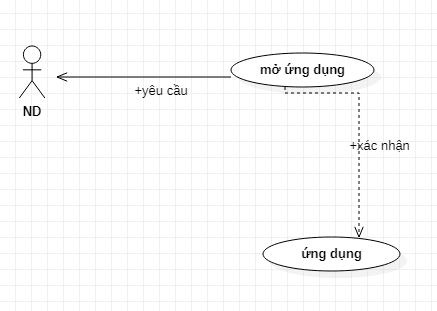 mở ứng dụng
+yêu cầu
ND
+xác nhận
ứng dụng